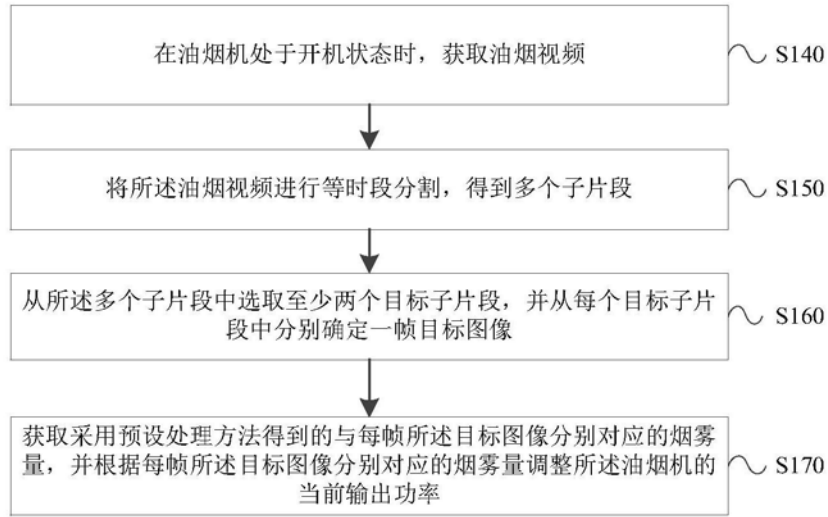 在油烟机处于开机状态时，获取油烟视频
S140
将所述油烟视频进行等时段分割，得到多个子片段
S150
从所述多个子片段中选取至少两个目标子片段，并从每个目标子片
段中分别确定一帧目标图像
S160
获取采用预设处理方法得到的与每帧所述目标图像分别对应的烟雾
量，并根据每帧所述目标图像分别对应的烟雾量调整所述油烟机的
当前输出功率
S170